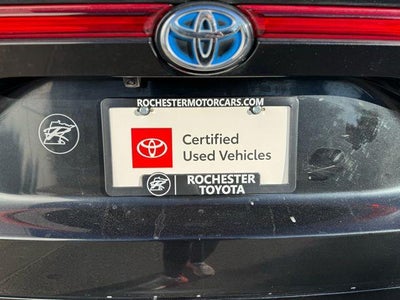 ROCHESTERMOTORCARS.COM
Certified
Used Vehicles
ROCHESTER
TOYOTA